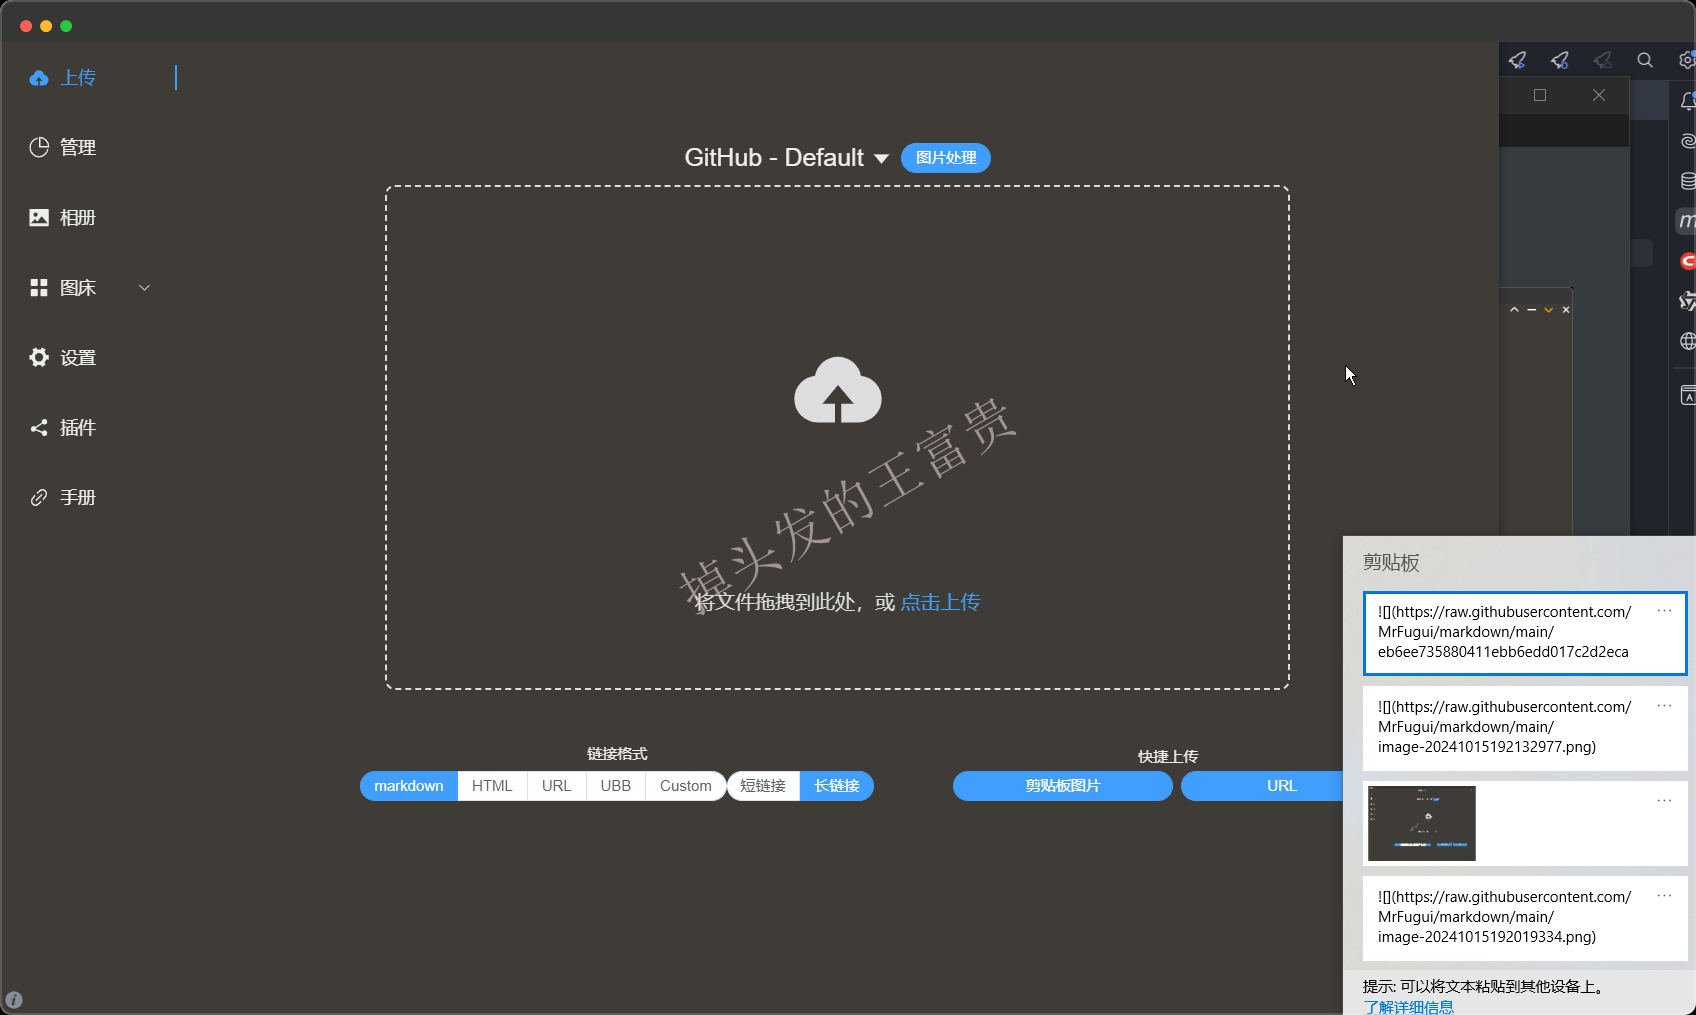 上传
管理
相册
图床
设置
插件
手册
GitHub - Default
图片处理
掉头发的王富贵
将文件拖拽到此处，或 点击上传
链接格式
markdown
HTML
URL
UBB
Custom
短链接
长链接
快捷上传
剪贴板图片
URL
剪贴板
![](https://raw.githubusercontent.com/
MrFugui/markdown/main/
eb6ee735880411ebb6edd017c2d2eca
![](https://raw.githubusercontent.com/
MrFugui/markdown/main/
image-20241015192132977.png)
![](https://raw.githubusercontent.com/
MrFugui/markdown/main/
image-20241015192019334.png)
提示: 可以将文本粘贴到其他设备上。
了解详细信息